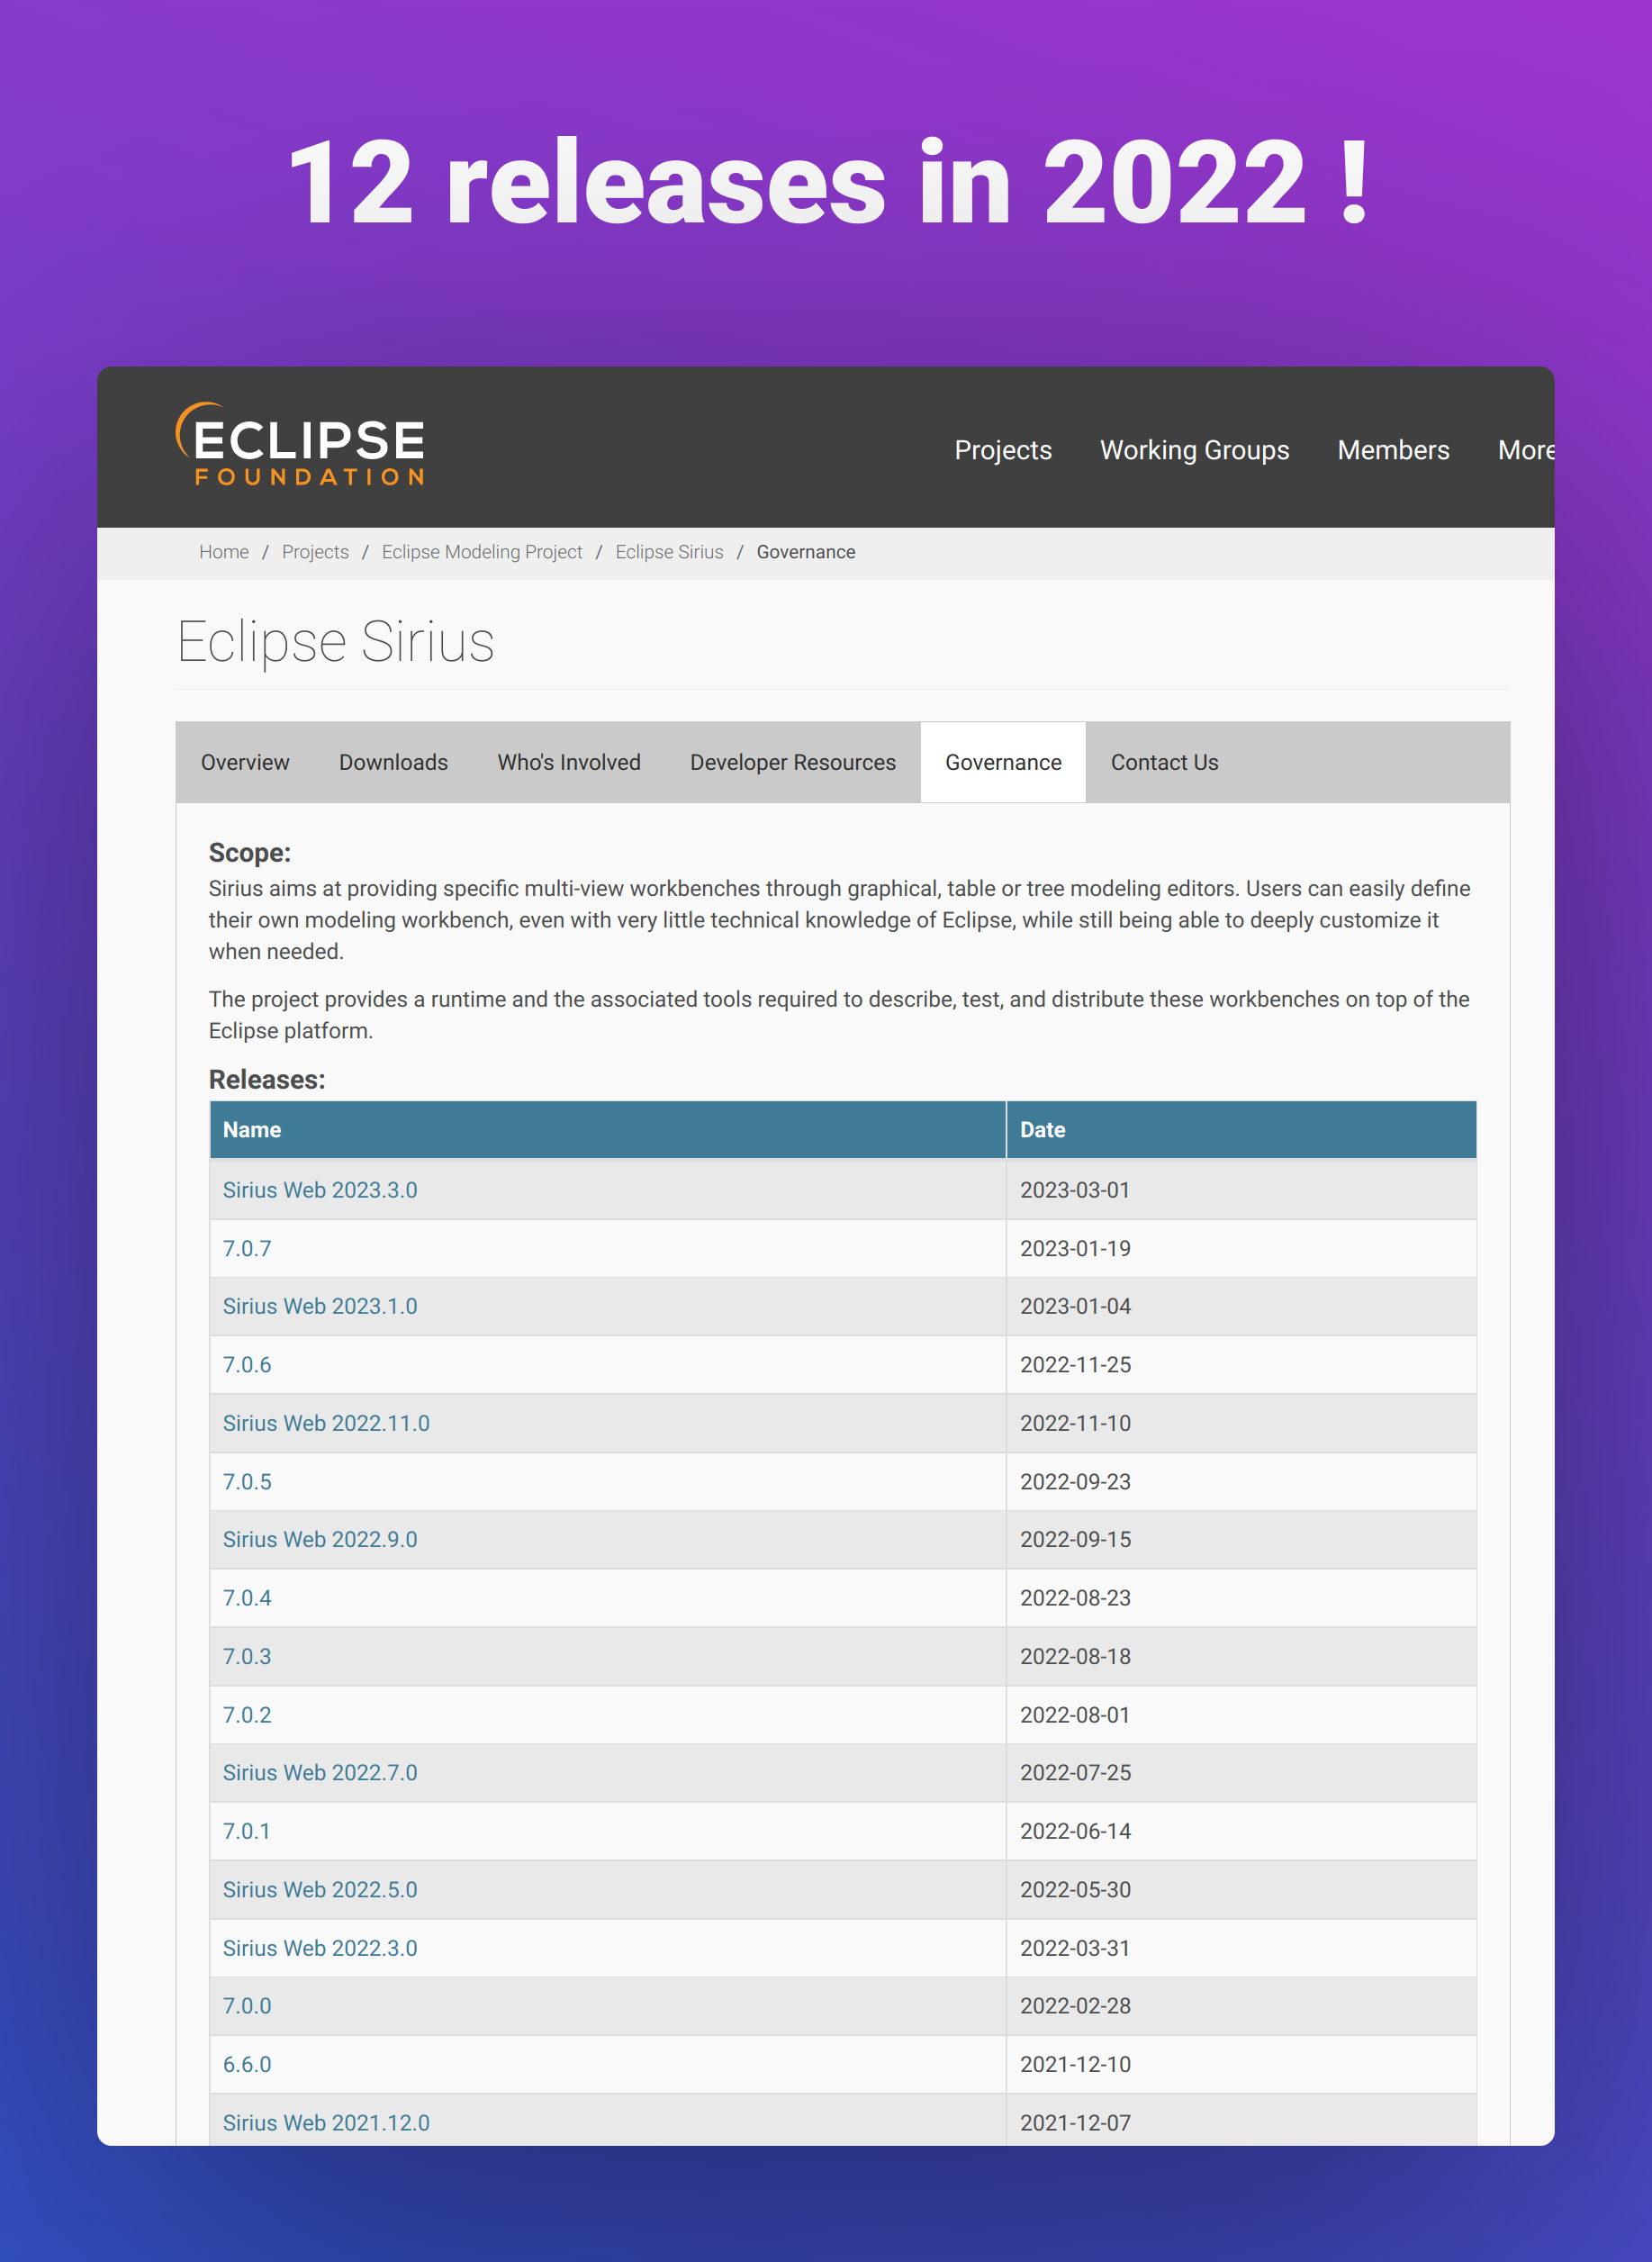 12 releases in 2022 !
ECLIPSE
FOUNDATION
Projects Working Groups Members More
Home / Projects / Eclipse Modeling Project / Eclipse Sirius / Governance
Eclipse Sirius
Overview Downloads Who's Involved Developer Resources Governance Contact Us
Scope:
Sirius aims at providing specific multi-view workbenches through graphical, table or tree modeling editors. Users can easily define
their own modeling workbench, even with very little technical knowledge of Eclipse, while still being able to deeply customize it
when needed.
The project provides a runtime and the associated tools required to describe, test, and distribute these workbenches on top of the
Eclipse platform.
Releases:
Name Date
Sirius Web 2023.3.0 2023-03-01
7.0.7 2023-01-19
Sirius Web 2023.1.0 2023-01-04
7.0.6 2022-11-25
Sirius Web 2022.11.0 2022-11-10
7.0.5 2022-09-23
Sirius Web 2022.9.0 2022-09-15
7.0.4 2022-08-23
7.0.3 2022-08-18
7.0.2 2022-08-01
Sirius Web 2022.7.0 2022-07-25
7.0.1 2022-06-14
Sirius Web 2022.5.0 2022-05-30
Sirius Web 2022.3.0 2022-03-31
7.0.0 2022-02-28
6.6.0 2021-12-10
Sirius Web 2021.12.0 2021-12-07